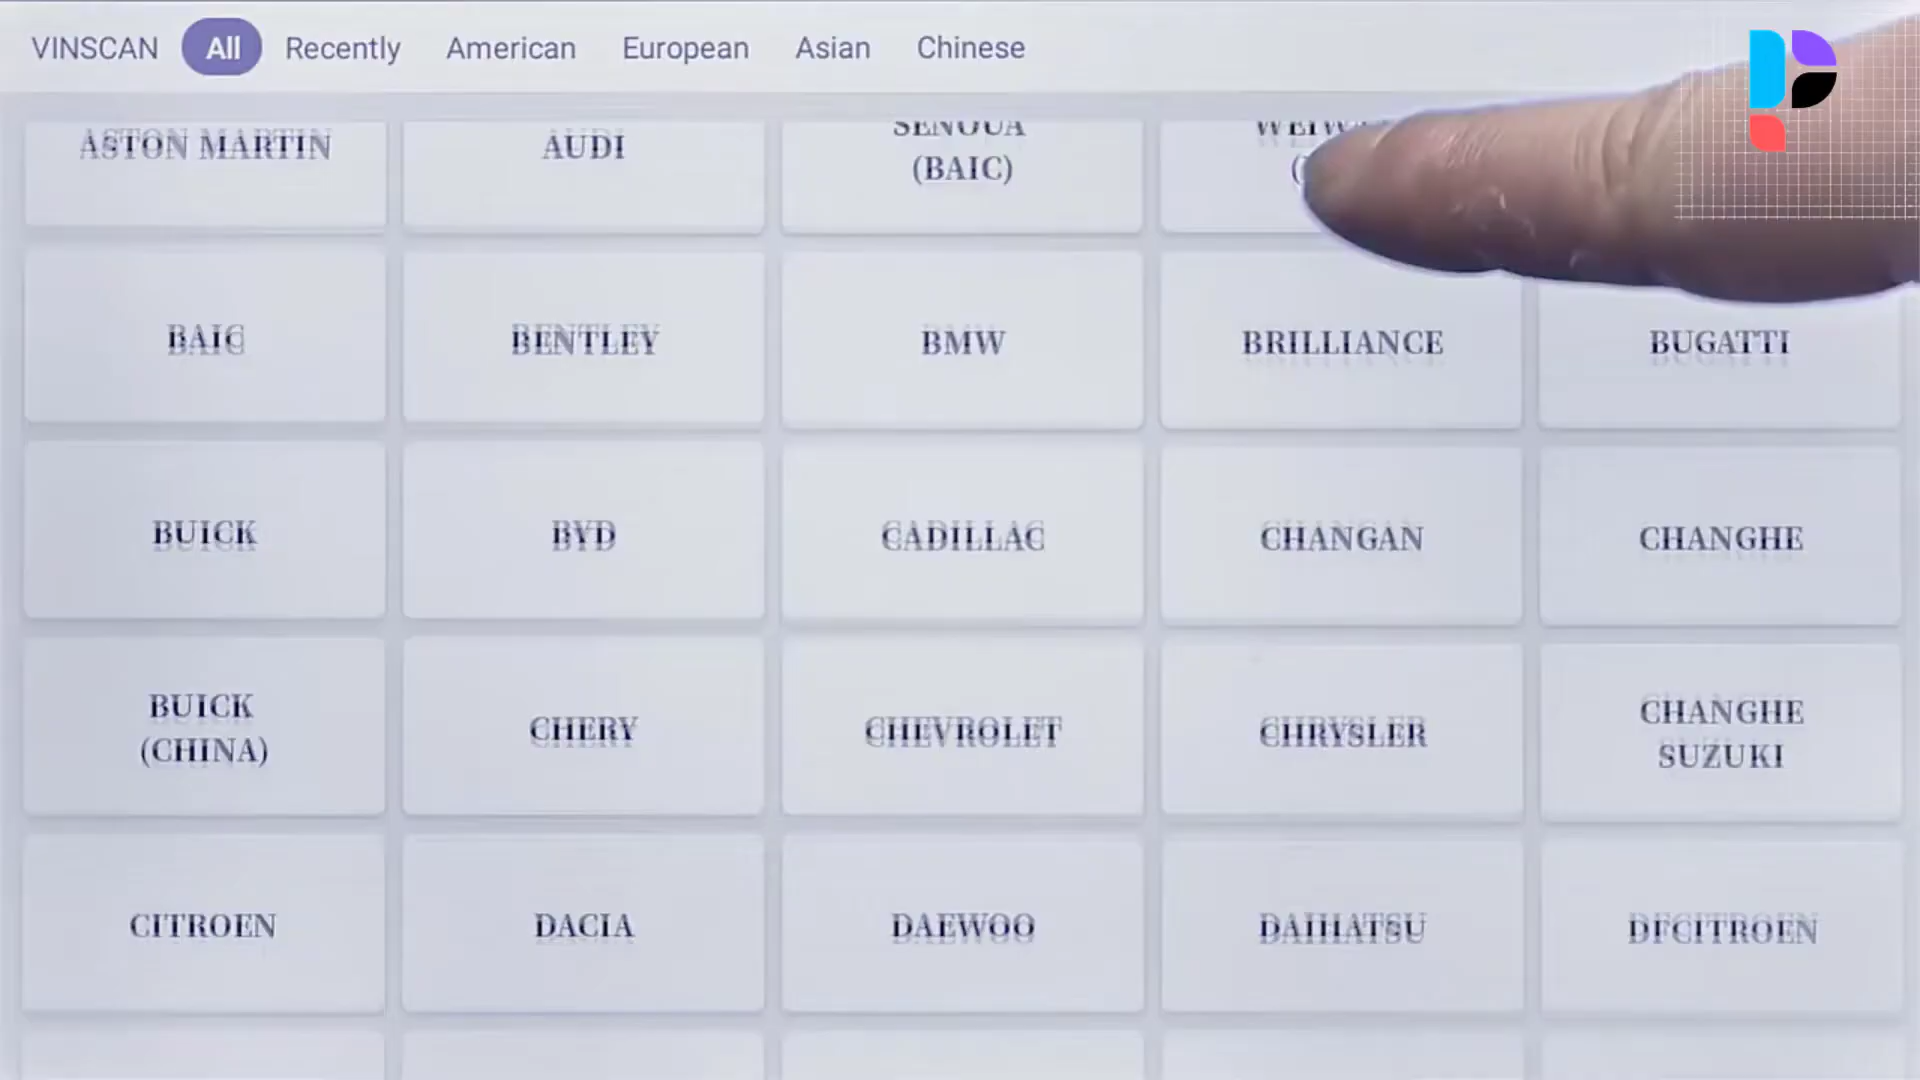 VINSCAN All Recently American European Asian Chinese
ASTON MARTIN AUDI SENOUA
(BAIC)
BAIC BENTLEY BMW BRILLIANCE BUGATTI
BUICK BYD CADILLAC CHANGAN CHANGHE
BUICK
(CHINA) CHERY CHEVROLET CHRYSLER CHANGHE
SUZUKI
CITROEN DACIA DAEWOO DAIHATSU DFCITROEN